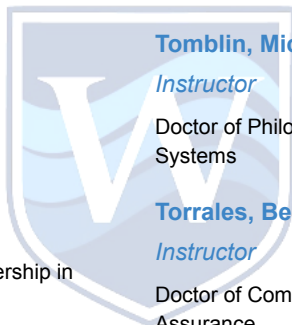 Tomblin, Mic
Instructor
Doctor of Philo
Systems
Torrales, Be
Instructor
ership in
Doctor of Com
Assurance
W